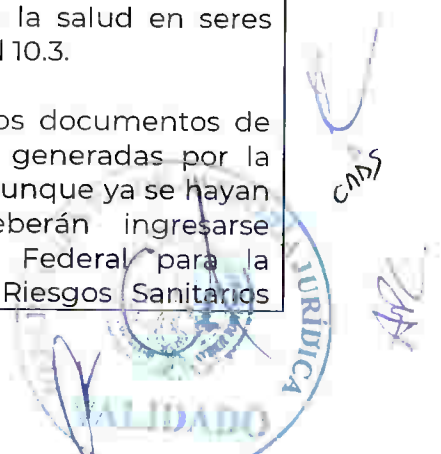 la salud en seres
l 10.3.
os documentos de
generadas por la
unque ya se hayan
eberán ingresarse
Federal para la
Riesgos Sanitarios
JURÍDICA
VALIDADO